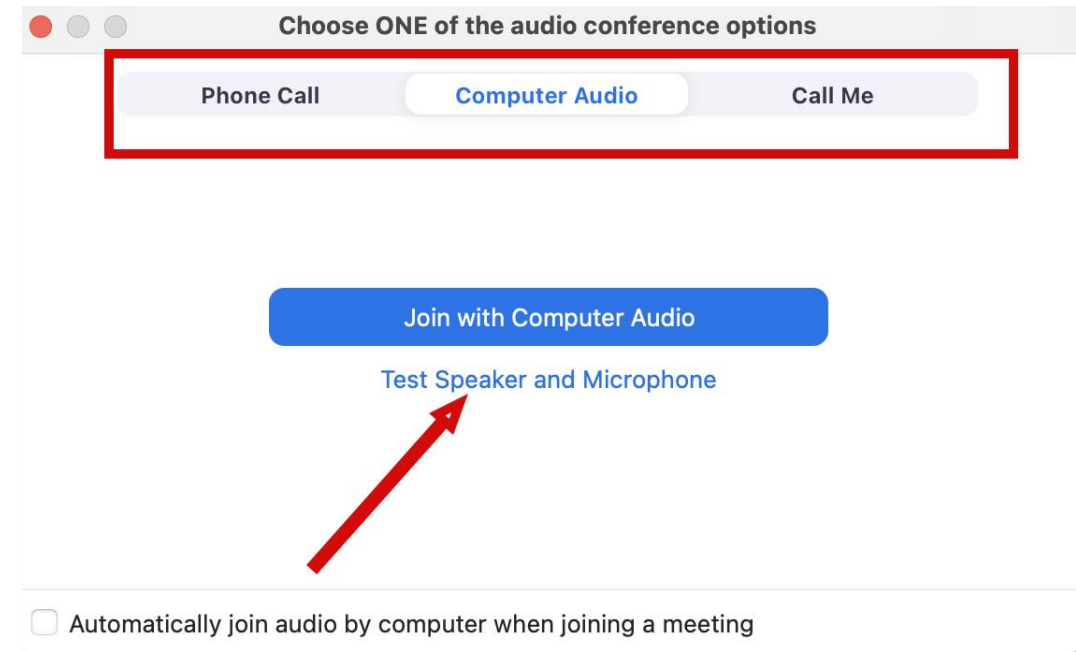 Choose ONE of the audio conference options
Phone Call Computer Audio Call Me
Join with Computer Audio
Test Speaker and Microphone
Automatically join audio by computer when joining a meeting